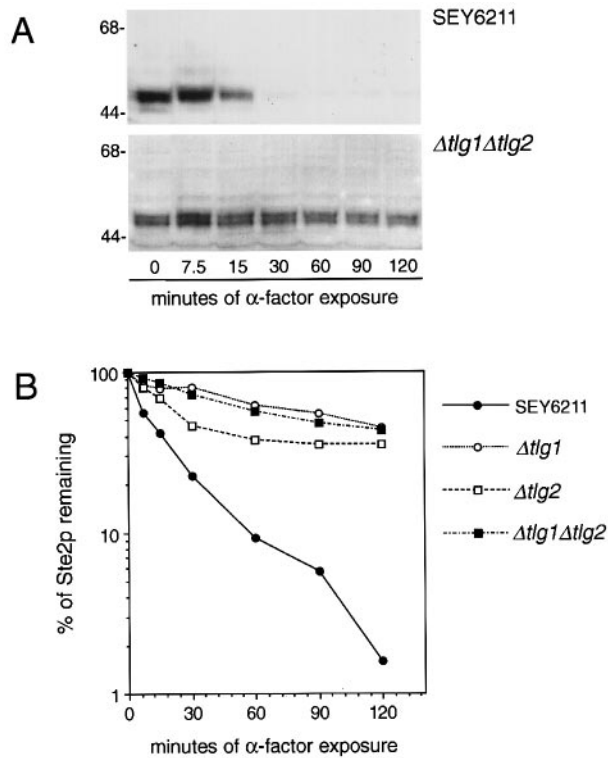 A
68-
44-
SEY6211
68-
44-
Δtlg1Δtlg2
0 7.5 15 30 60 90 120
minutes of α-factor exposure
B
% of Ste2p remaining
100
10
1
0 30 60 90 120
minutes of α-factor exposure
SEY6211
Δtlg1
Δtlg2
Δtlg1Δtlg2